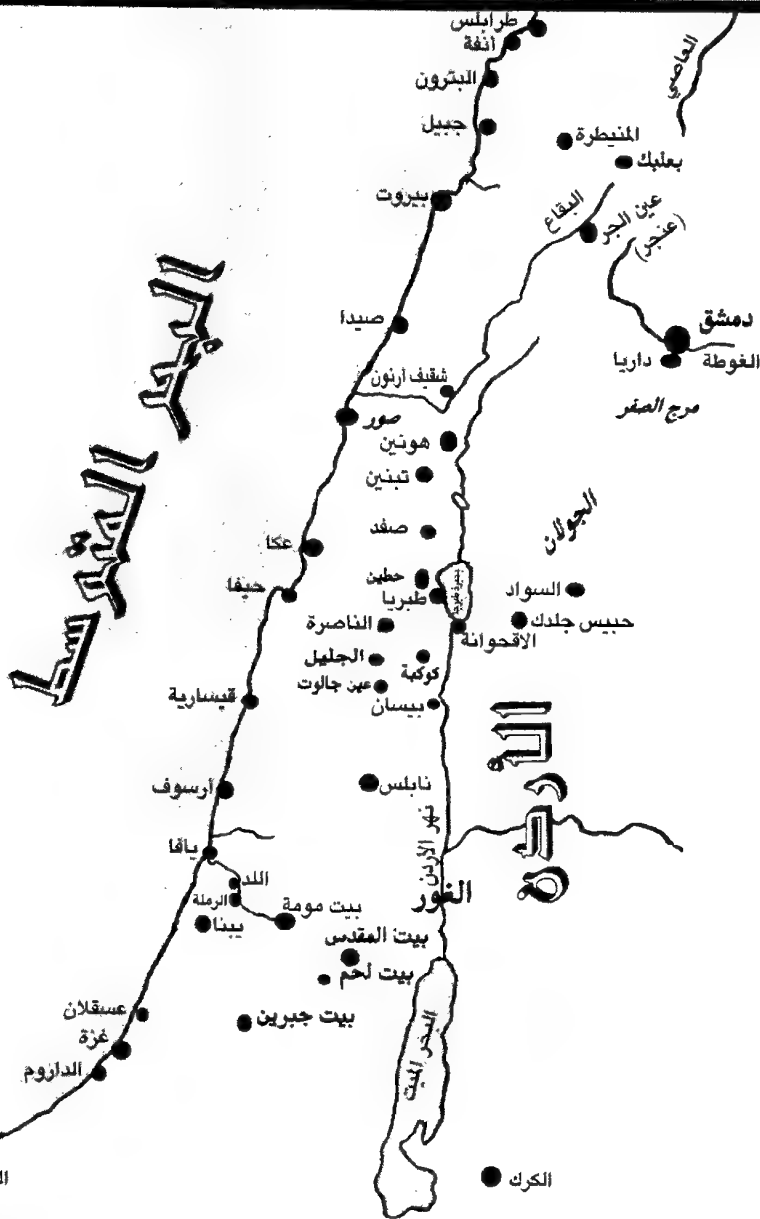 طرابلس
أنفة
العاصي
البترون
جبيل
المنيطرة
بعلبك
بيروت
البقاع
عين الجر
(عنجر)
البحر المتوسط
صيدا
دمشق
الغوطة
داريا
شقيف أرنون
مرج الصفر
صور
هونين
تبنين
الجولان
صفد
عكا
حطين
حيفا
طبريا
بحيرة طبريا
السواد
الناصرة
حبيس جلدك
الاقحوانة
الجليل
كوكبة
عين جالوت
قيسارية
بيسان
الأردن
نابلس
أرسوف
نهر الأردن
يافا
اللد
الغور
الرملة
بيت مومة
يبنا
بيت المقدس
بيت لحم
عسقلان
بيت جبرين
غزة
البحر الميت
الداروم
الكرك